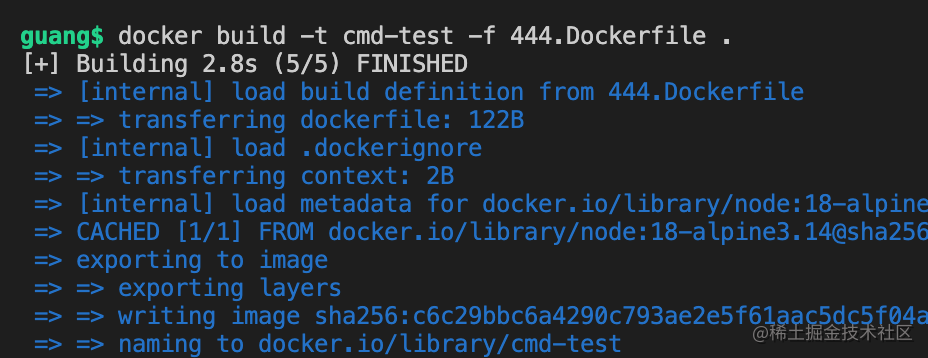 guang$ docker build -t cmd-test -f 444.Dockerfile .
[+] Building 2.8s (5/5) FINISHED
=> [internal] load build definition from 444.Dockerfile
=> => transferring dockerfile: 122B
=> [internal] load .dockerignore
=> => transferring context: 2B
=> [internal] load metadata for docker.io/library/node:18-alpine
=> CACHED [1/1] FROM docker.io/library/node:18-alpine3.14@sha256
=> exporting to image
=> => exporting layers
=> => writing image sha256:c6c29bbc6a4290c793ae2e5f61aac5dc5f04a
=> => naming to docker.io/library/cmd-test
@稀土掘金技术社区